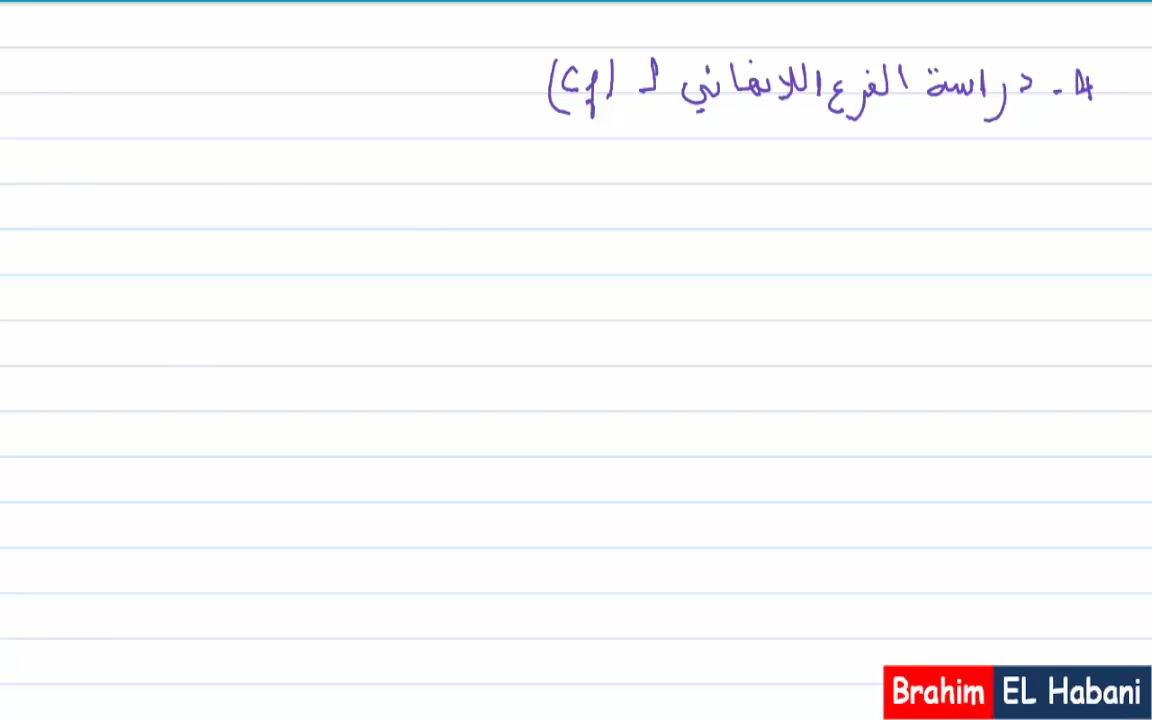 4- دراسة الفرع اللانهائي لـ (Cf)
Brahim EL Habani